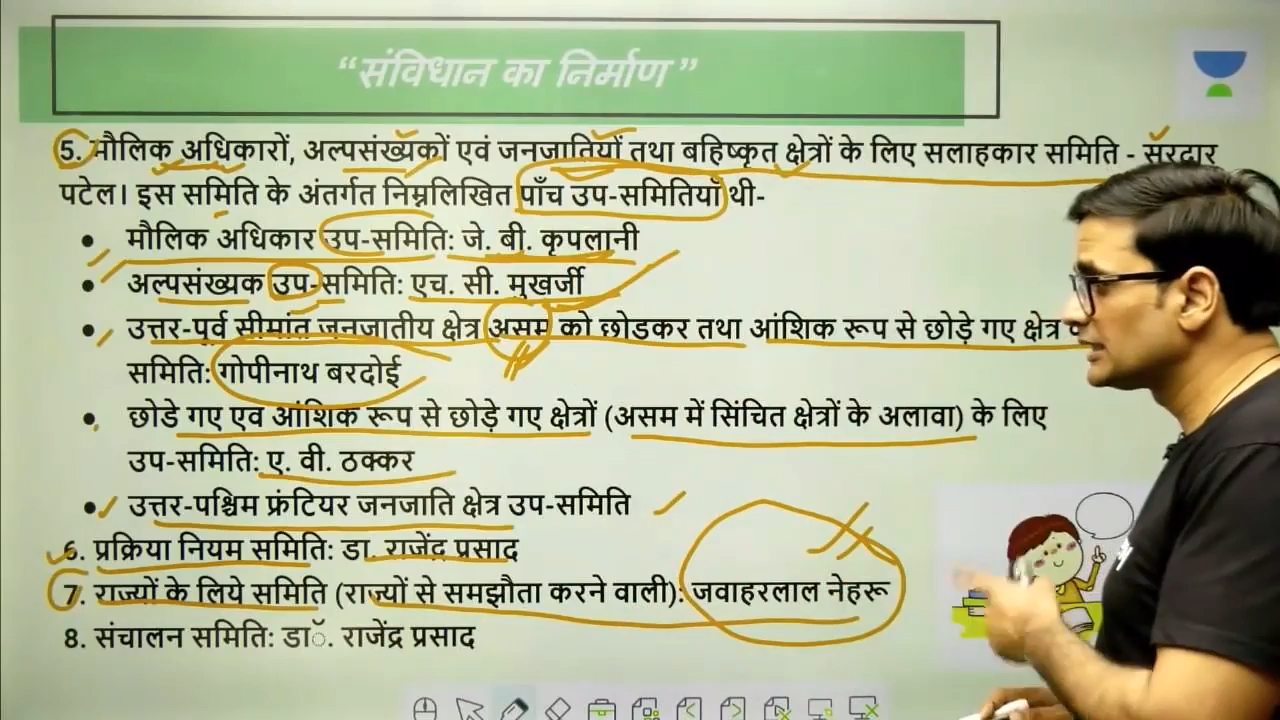 “संविधान का निर्माण”
5. मौलिक अधिकारों, अल्पसंख्यकों एवं जनजातियों तथा बहिष्कृत क्षेत्रों के लिए सलाहकार समिति - सरदार
पटेल। इस समिति के अंतर्गत निम्नलिखित पाँच उप-समितियाँ थी-
• मौलिक अधिकार उप-समिति: जे. बी. कृपलानी
• अल्पसंख्यक उप-समिति: एच. सी. मुखर्जी
• उत्तर-पूर्व सीमांत जनजातीय क्षेत्र असम को छोडकर तथा आंशिक रूप से छोड़े गए क्षेत्र
समिति: गोपीनाथ बरदोई
• छोडे गए एव आंशिक रूप से छोड़े गए क्षेत्रों (असम में सिंचित क्षेत्रों के अलावा) के लिए
उप-समिति: ए. वी. ठक्कर
• उत्तर-पश्चिम फ्रंटियर जनजाति क्षेत्र उप-समिति
6. प्रक्रिया नियम समिति: डा. राजेंद्र प्रसाद
7. राज्यों के लिये समिति (राज्यों से समझौता करने वाली): जवाहरलाल नेहरू
8. संचालन समिति: डाॅ. राजेंद्र प्रसाद